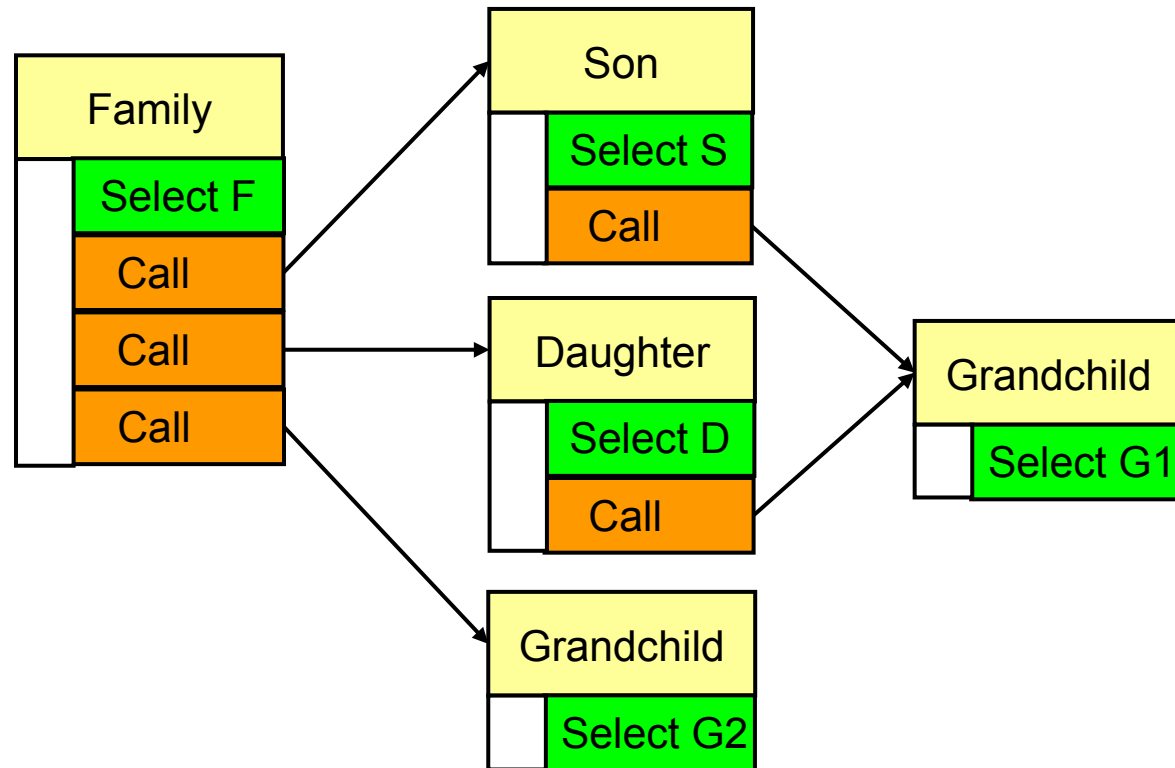 Family
Select F
Call
Call
Call
Son
Select S
Call
Daughter
Select D
Call
Grandchild
Select G2
Grandchild
Select G1